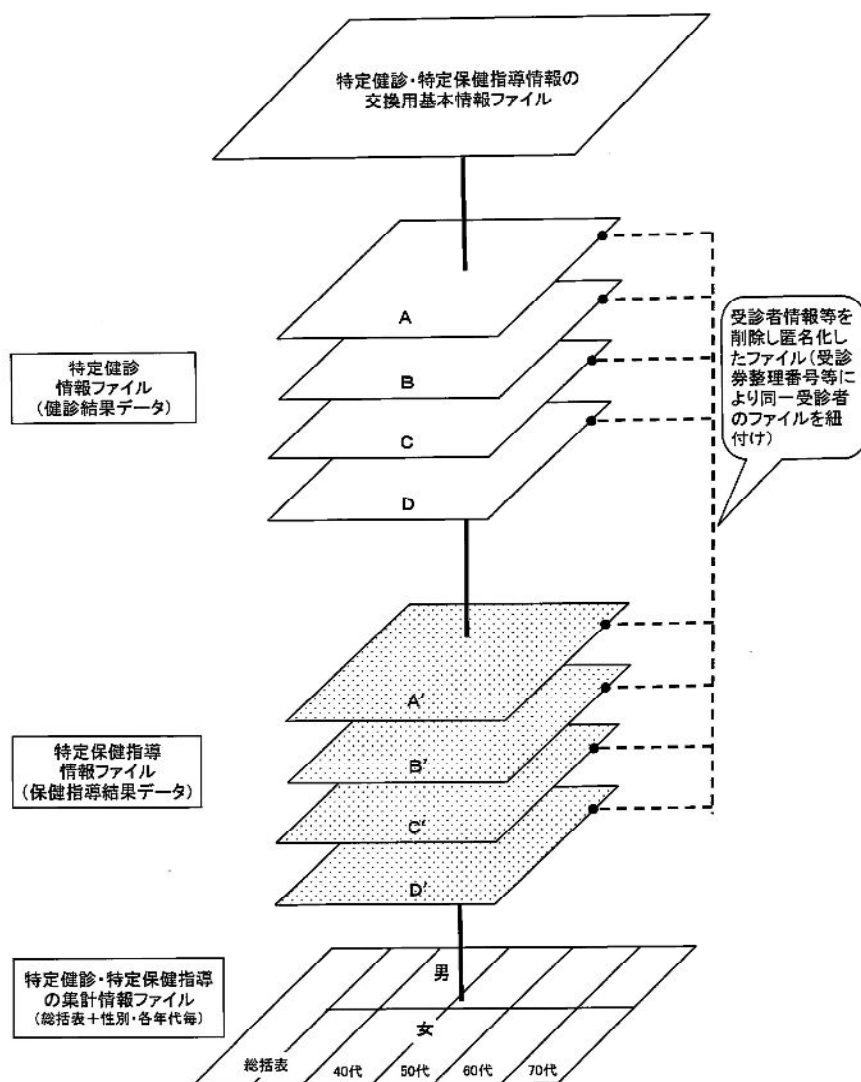 特定健診・特定保健指導情報の
交換用基本情報ファイル
A
B
C
D
特定健診
情報ファイル
(健診結果データ)
受診者情報等を
削除し匿名化し
たファイル(受診
券整理番号等に
より同一受診者
のファイルを紐
付け)
A'
B'
C'
D'
特定保健指導
情報ファイル
(保健指導結果データ)
特定健診・特定保健指導
の集計情報ファイル
(総括表+性別・各年代毎)
男
女
総括表
40代
50代
60代
70代